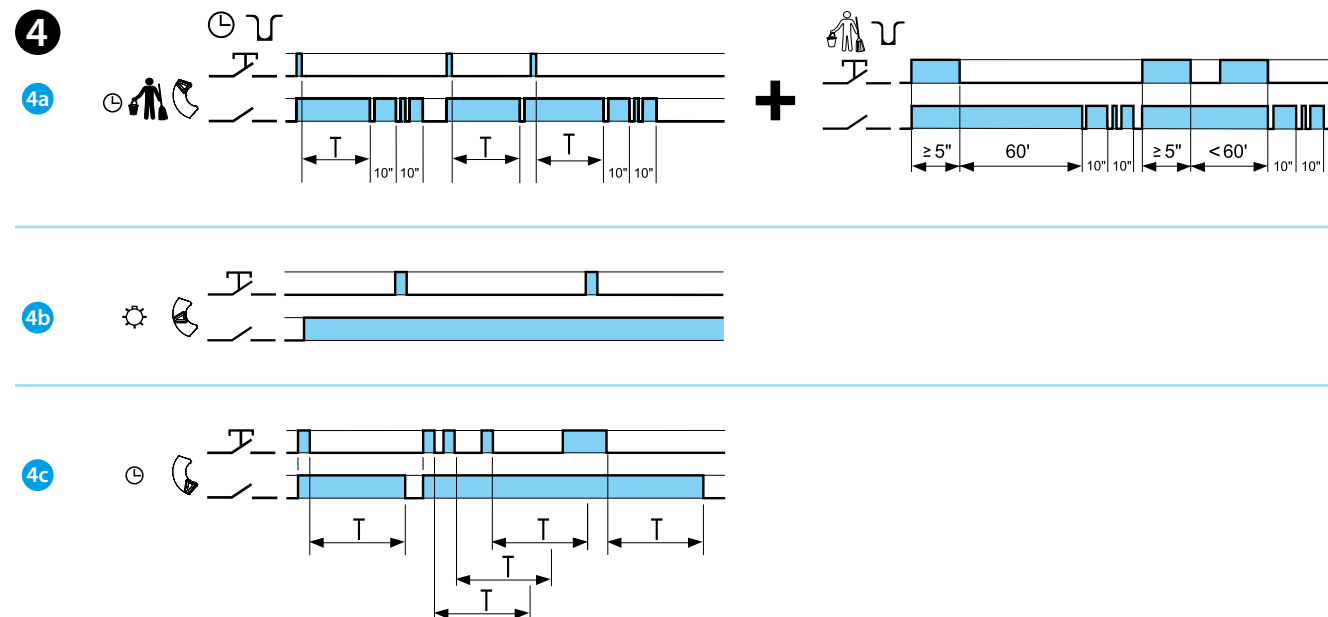 4
4a
T T T
10" 10" 10" 10"
≥ 5" 60' 10" 10" ≥ 5" < 60' 10" 10"
4b
4c
T T T
T
T